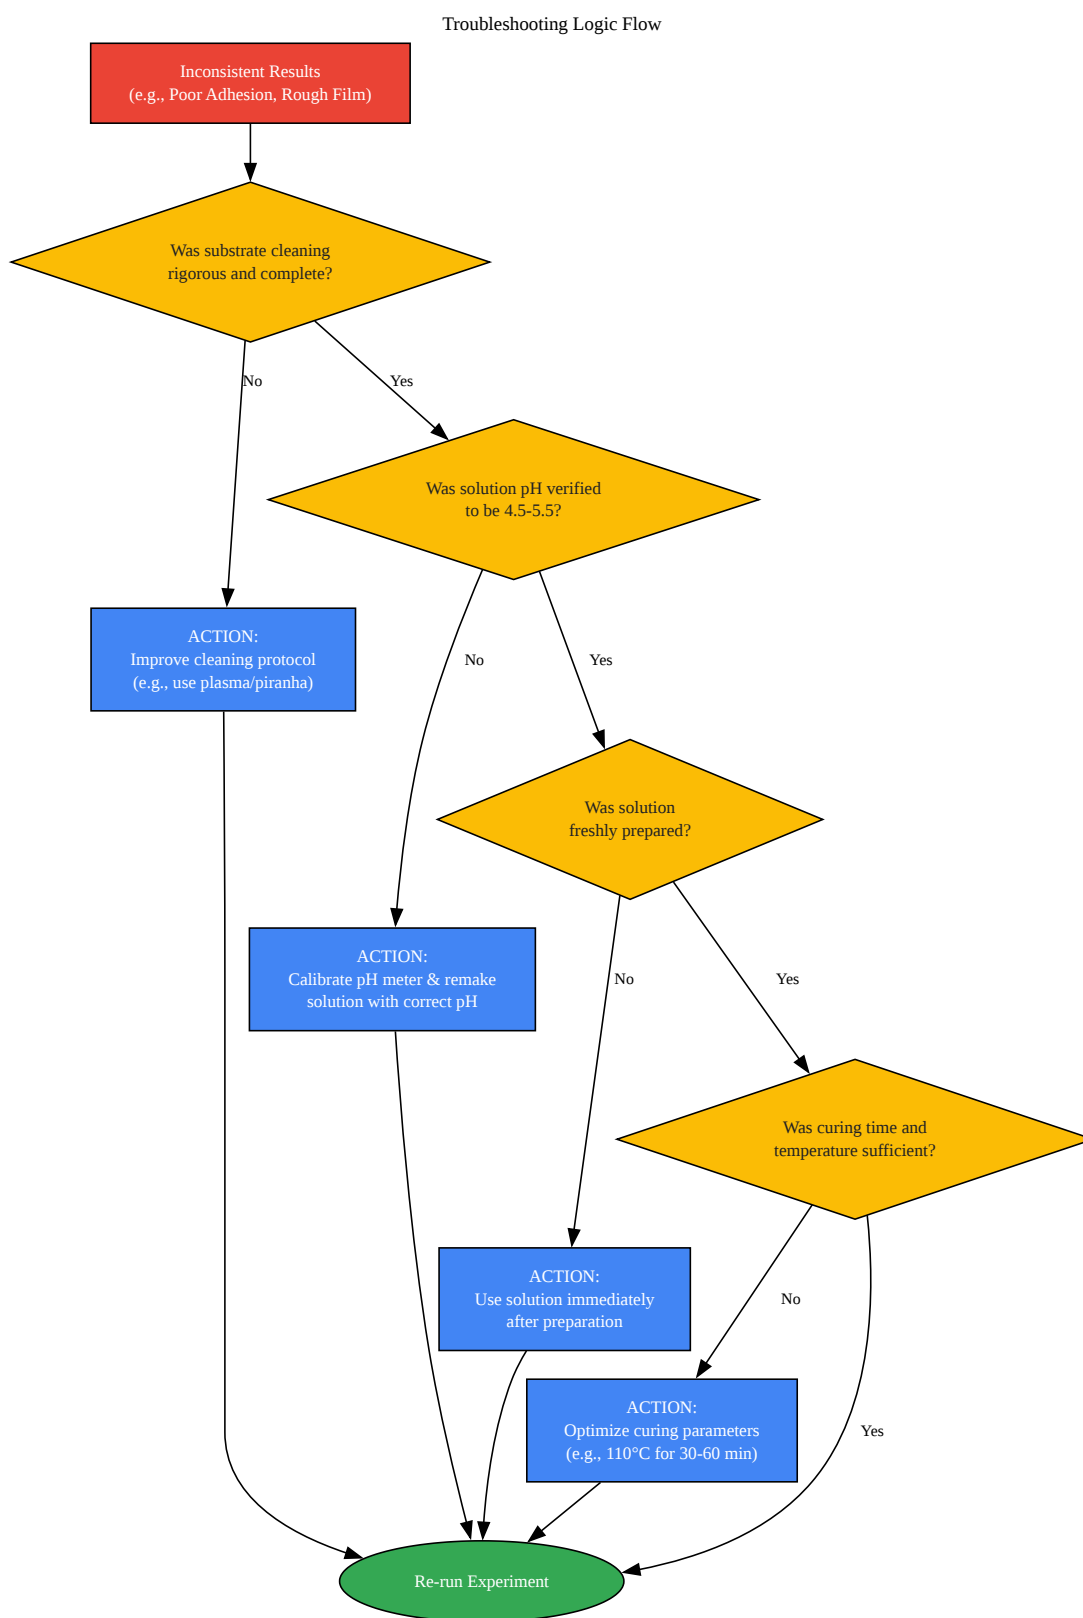 Troubleshooting Logic Flow
Inconsistent Results
(e.g., Poor Adhesion, Rough Film)
Was substrate cleaning
rigorous and complete?
No
Yes
Was solution pH verified
to be 4.5-5.5?
ACTION:
Improve cleaning protocol
(e.g., use plasma/piranha)
No
Yes
Was solution
freshly prepared?
ACTION:
Calibrate pH meter & remake
solution with correct pH
No
Yes
Was curing time and
temperature sufficient?
ACTION:
Use solution immediately
after preparation
No
ACTION:
Optimize curing parameters
(e.g., 110°C for 30-60 min)
Yes
Re-run Experiment